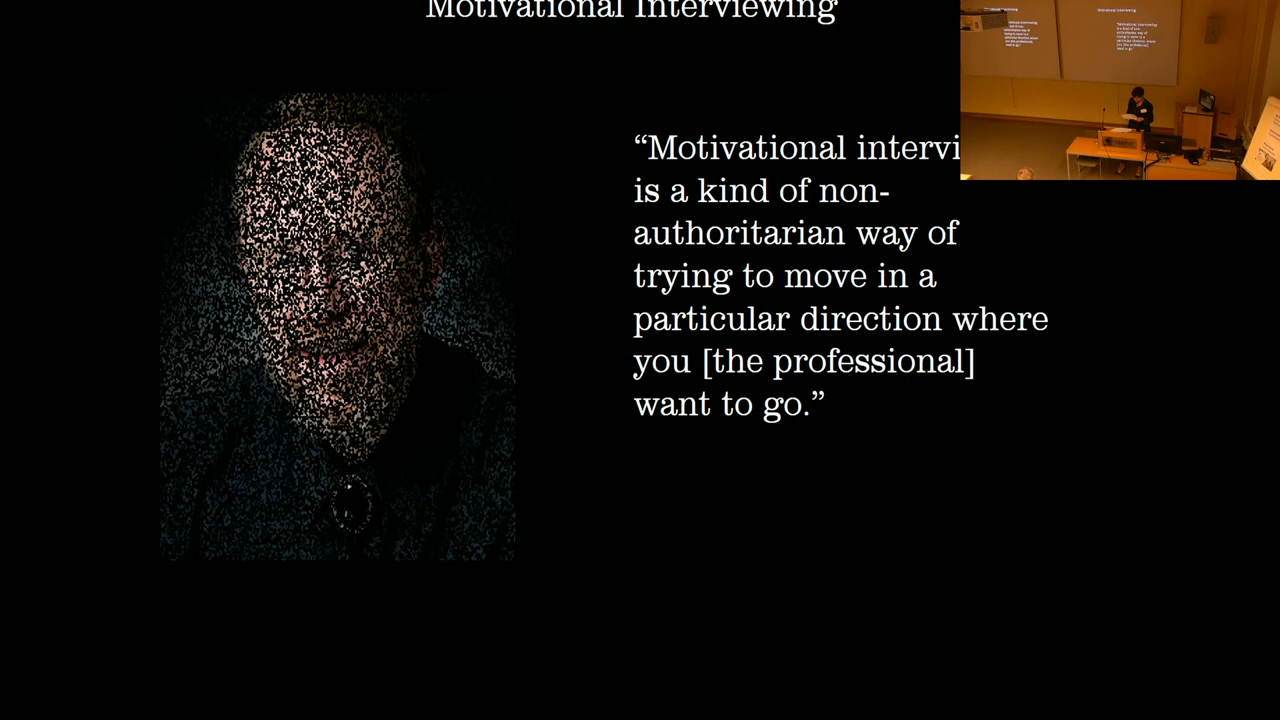 Motivational Interviewing
“Motivational intervi
is a kind of non-
authoritarian way of
trying to move in a
particular direction where
you [the professional]
want to go.”